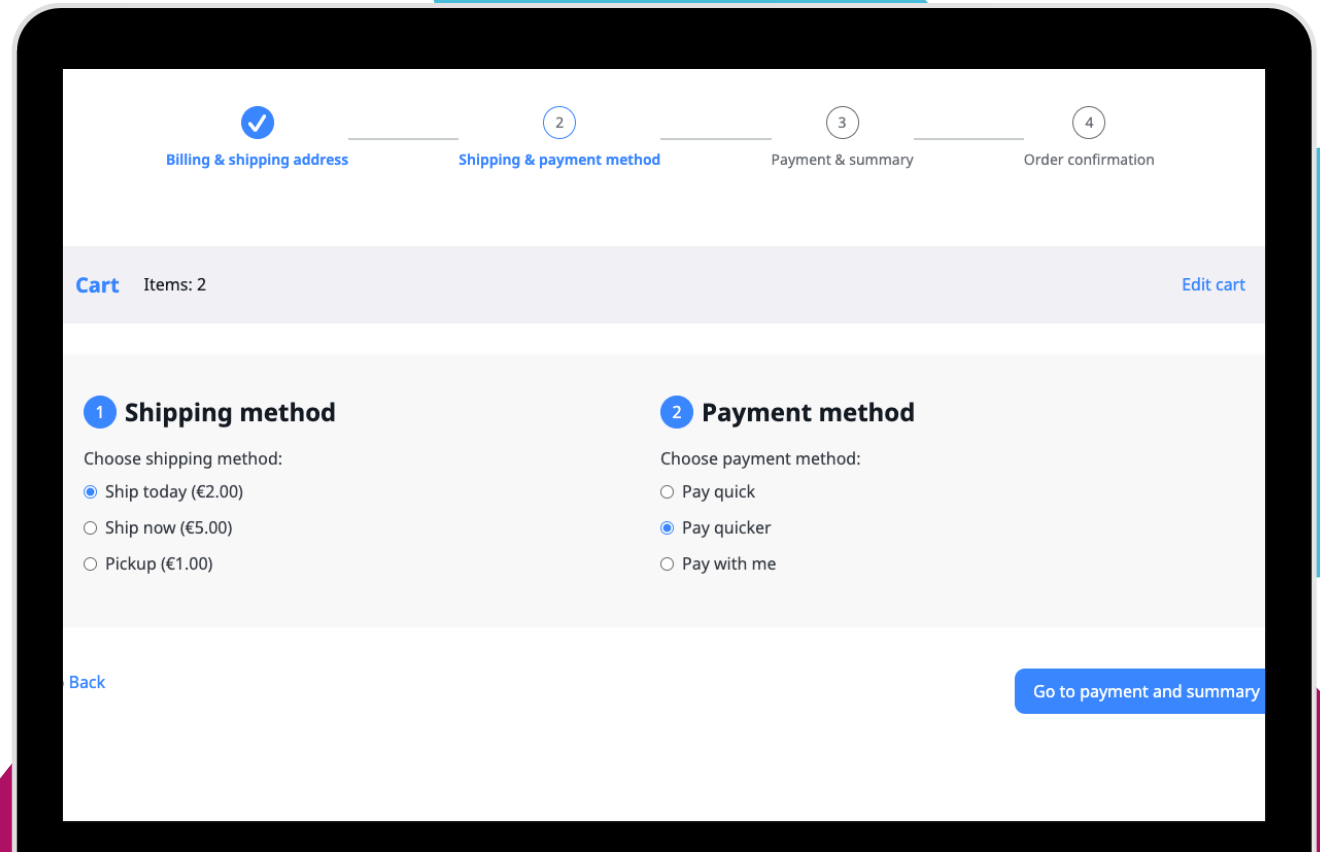 2 3 4
Billing & shipping address Shipping & payment method Payment & summary Order confirmation
Cart Items: 2 Edit cart
1 Shipping method
Choose shipping method:
Ship today (€2.00)
Ship now (€5.00)
Pickup (€1.00)
2 Payment method
Choose payment method:
Pay quick
Pay quicker
Pay with me
Back
Go to payment and summary